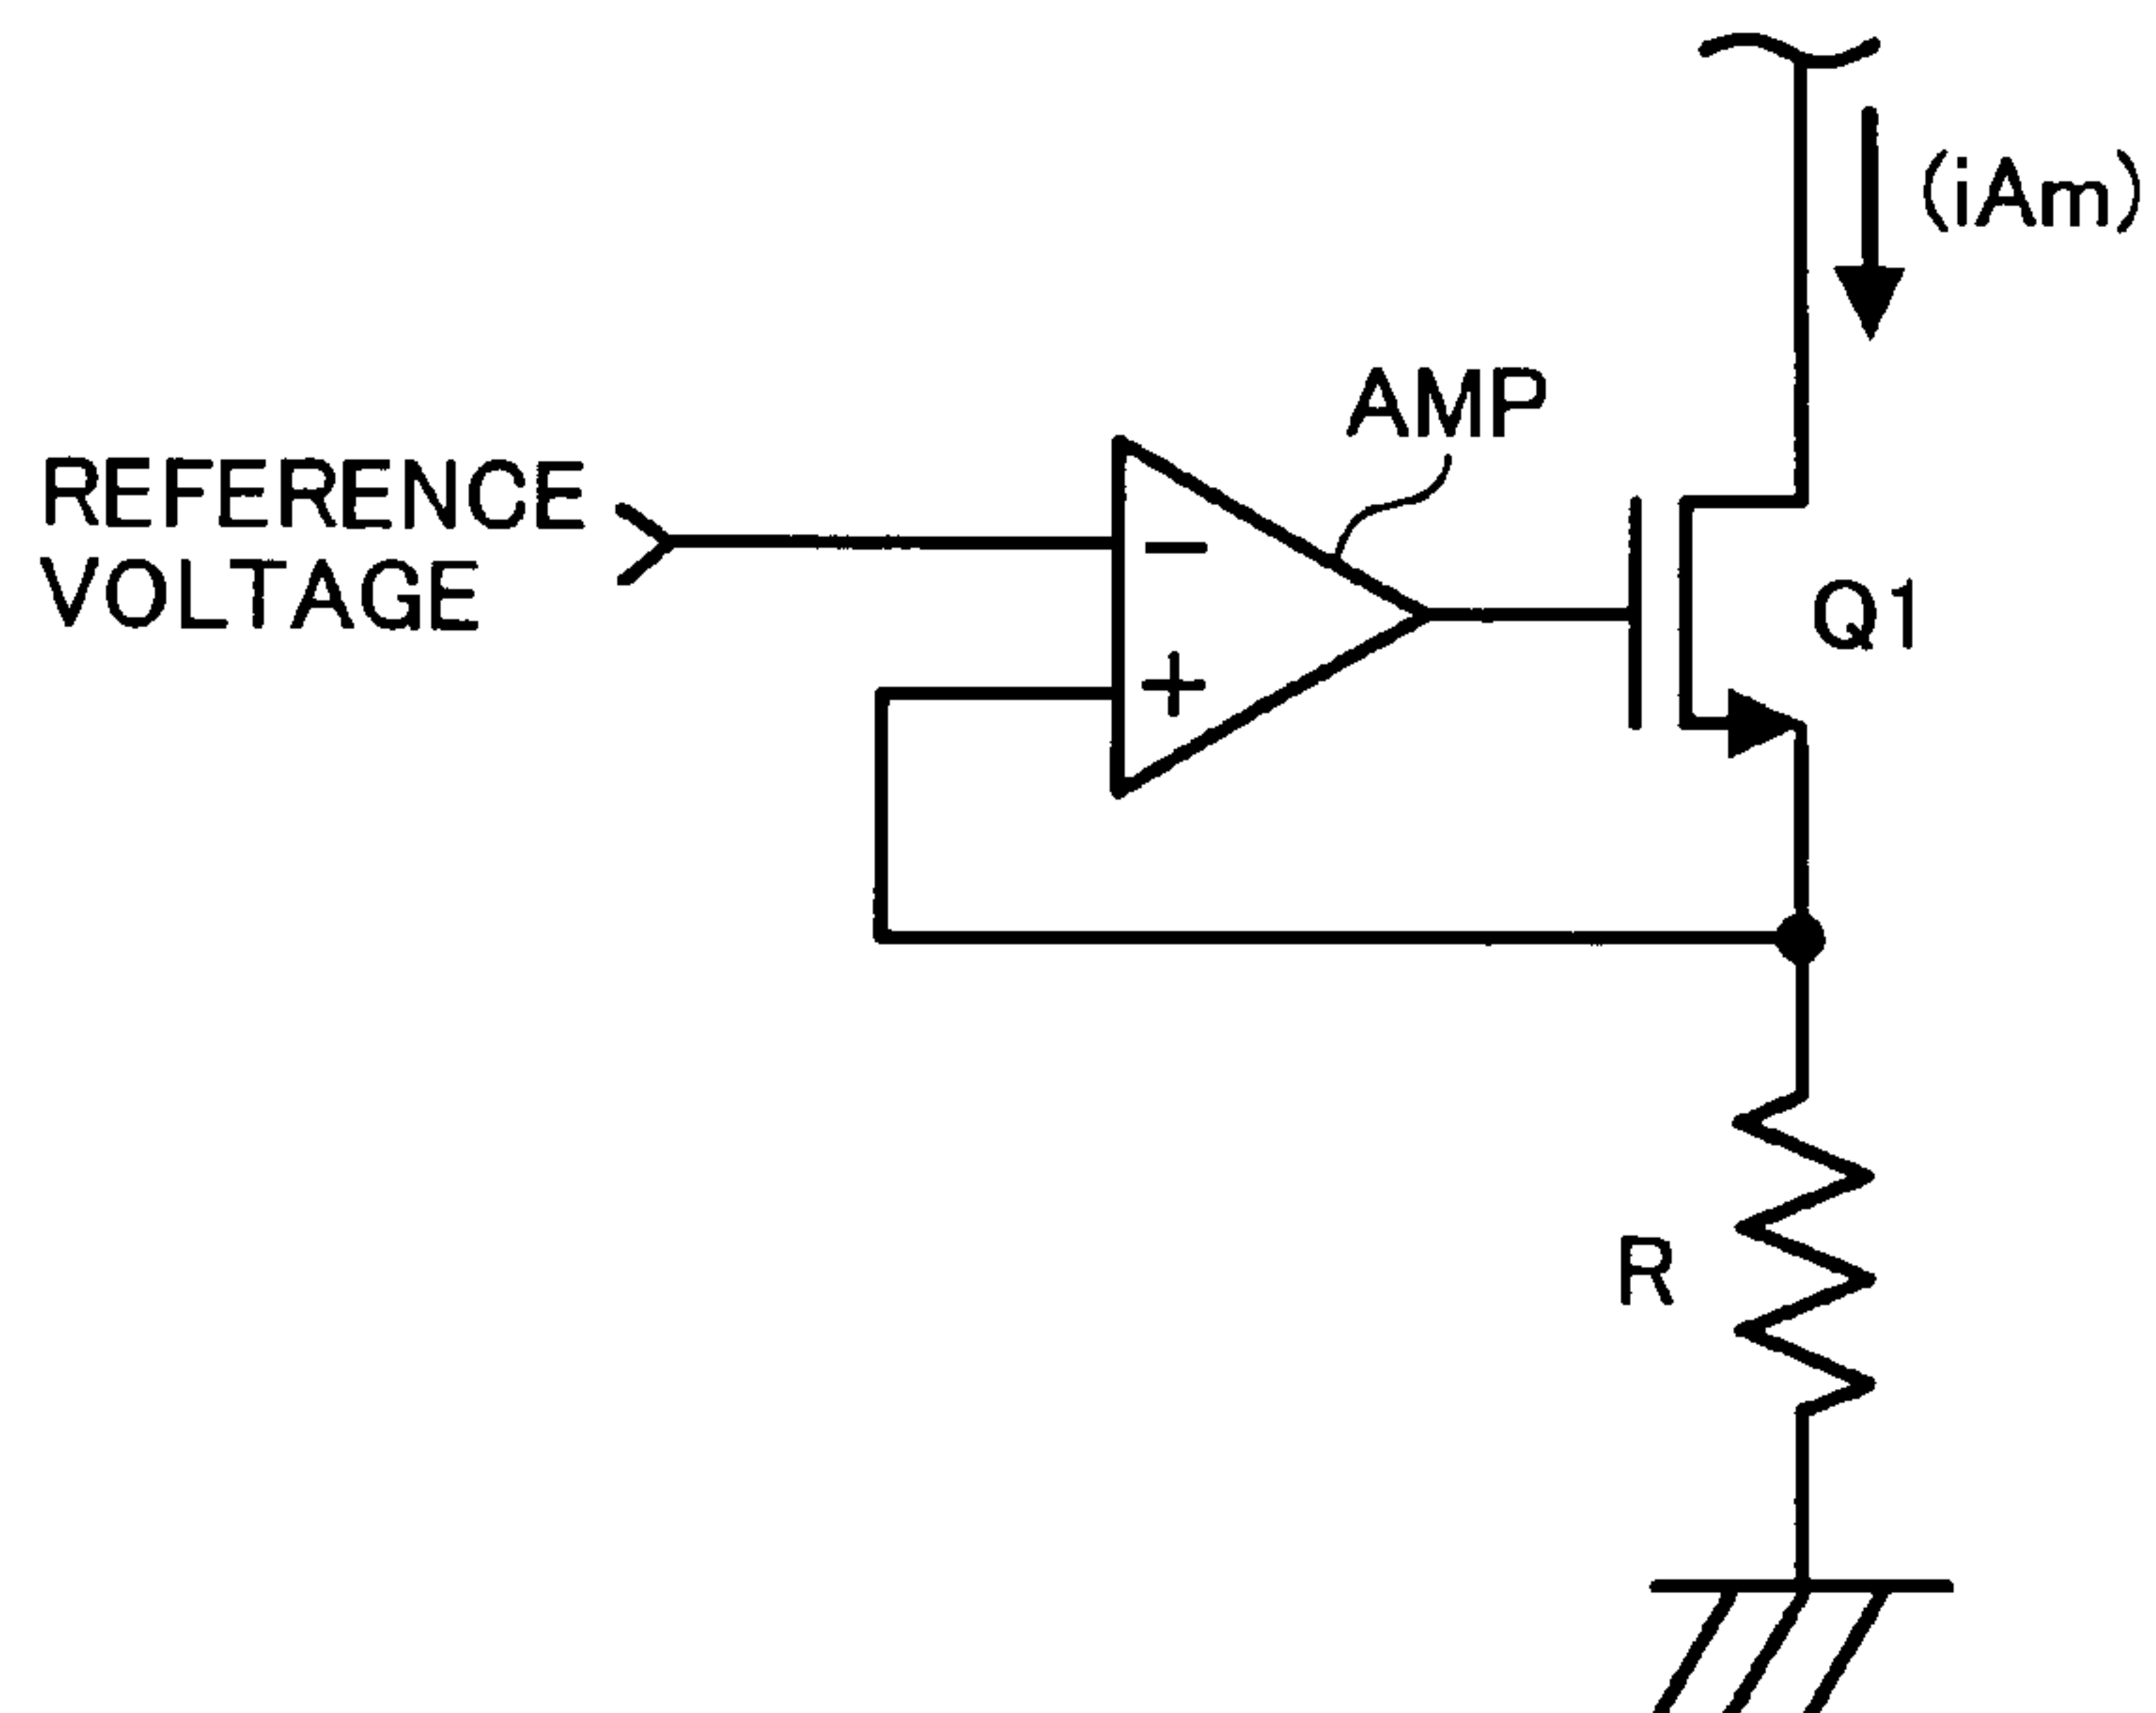 (iAm)
AMP
REFERENCE
VOLTAGE
−
+
Q1
R